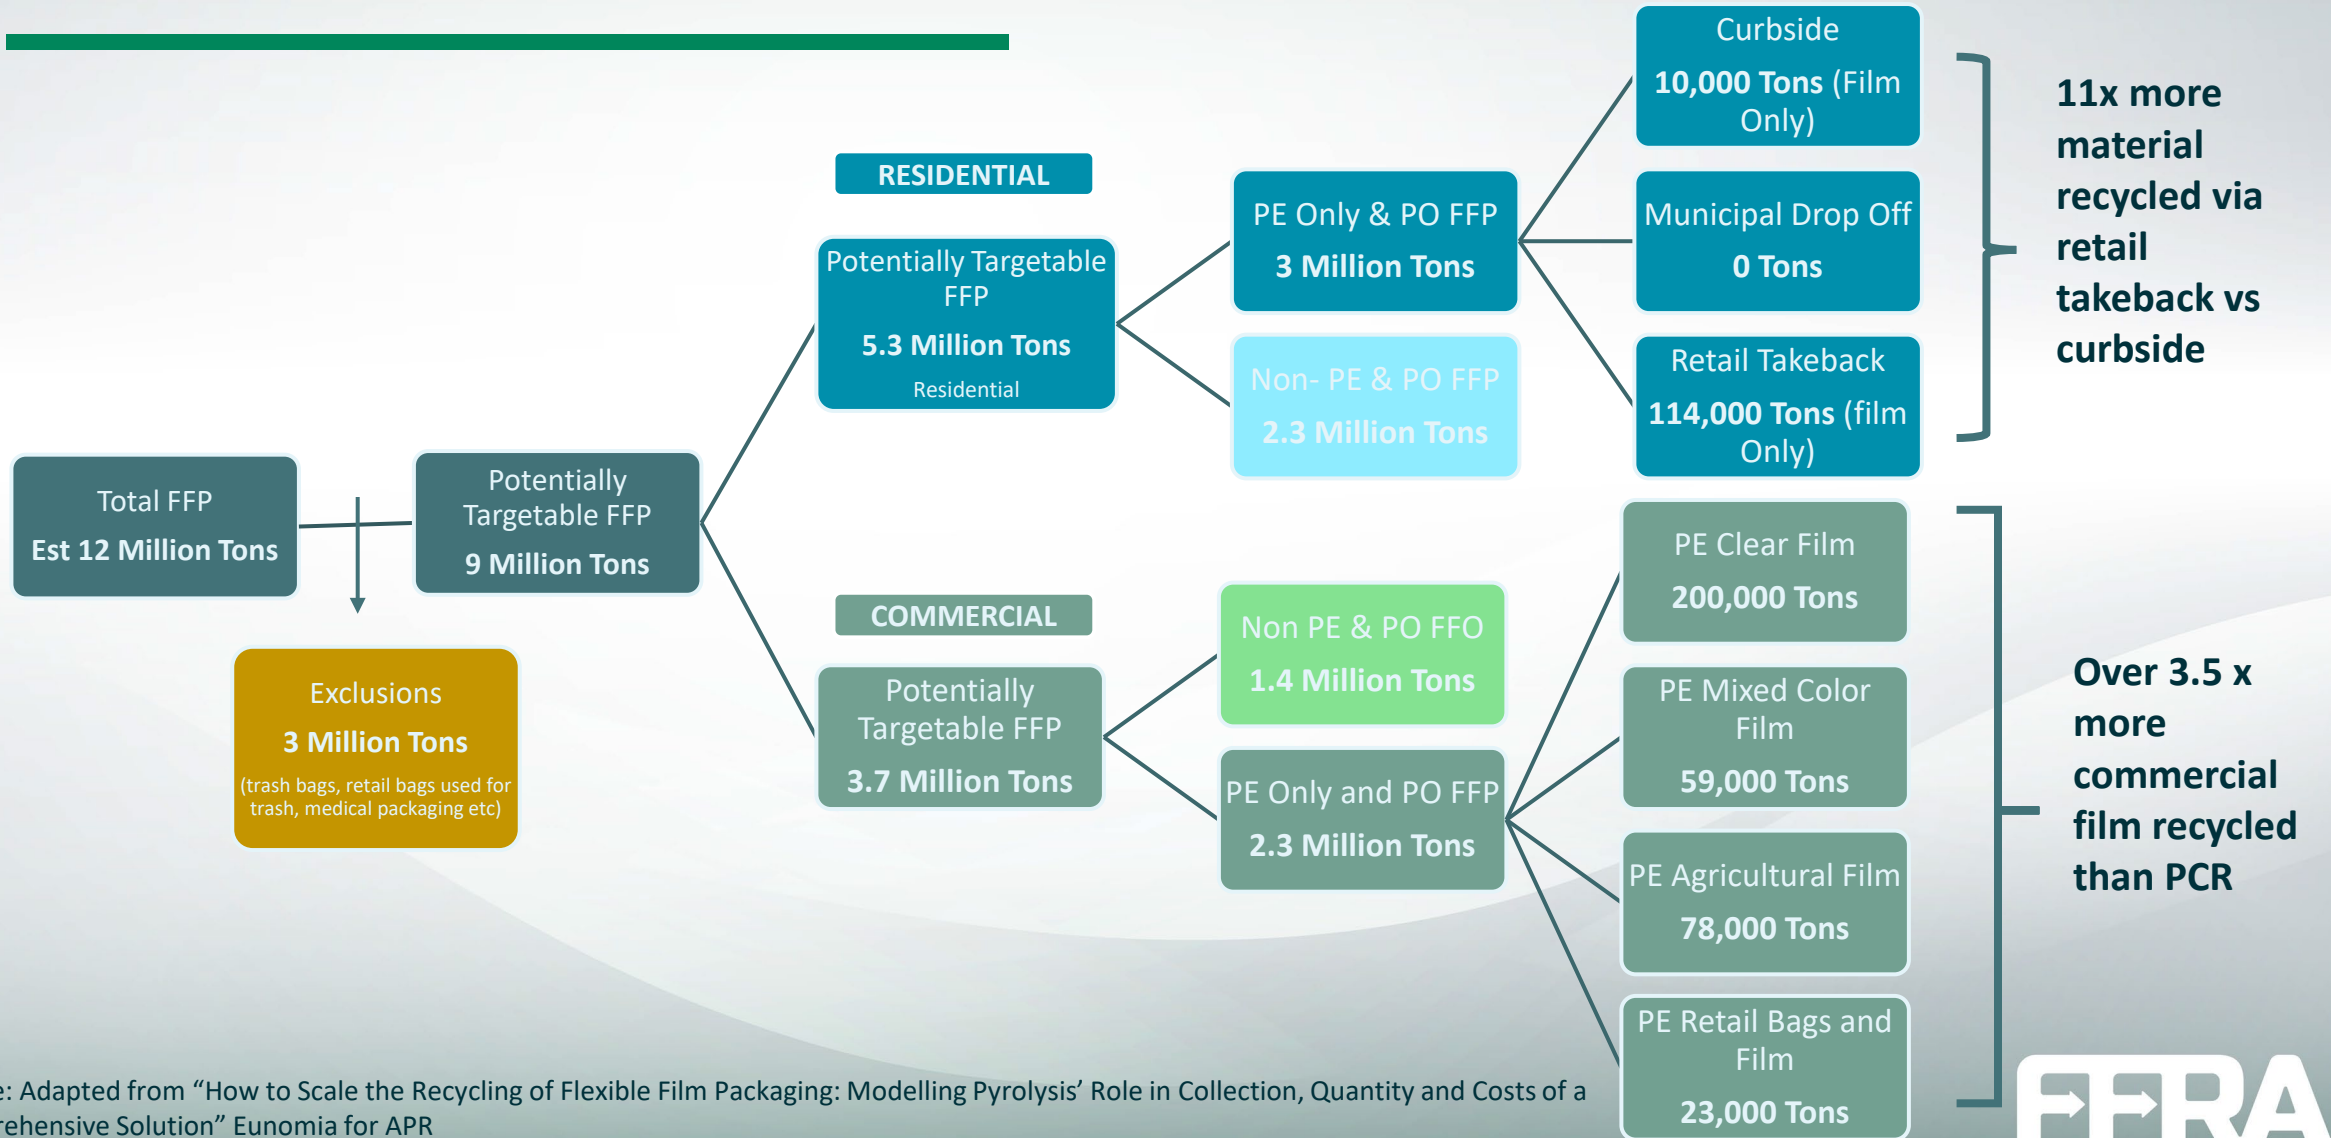 Total FFP
Est 12 Million Tons
Exclusions
3 Million Tons
(trash bags, retail bags used for
trash, medical packaging etc)
Potentially
Targetable FFP
9 Million Tons
RESIDENTIAL
Potentially Targetable
FFP
5.3 Million Tons
Residential
PE Only & PO FFP
3 Million Tons
Non- PE & PO FFP
2.3 Million Tons
Curbside
10,000 Tons (Film
Only)
Municipal Drop Off
0 Tons
Retail Takeback
114,000 Tons (film
Only)
11x more
material
recycled via
retail
takeback vs
curbside
COMMERCIAL
Potentially
Targetable FFP
3.7 Million Tons
Non PE & PO FFO
1.4 Million Tons
PE Only and PO FFP
2.3 Million Tons
PE Clear Film
200,000 Tons
PE Mixed Color
Film
59,000 Tons
PE Agricultural Film
78,000 Tons
PE Retail Bags and
Film
23,000 Tons
Over 3.5 x
more
commercial
film recycled
than PCR
e: Adapted from “How to Scale the Recycling of Flexible Film Packaging: Modelling Pyrolysis’ Role in Collection, Quantity and Costs of a
rehensive Solution” Eunomia for APR
FFRA